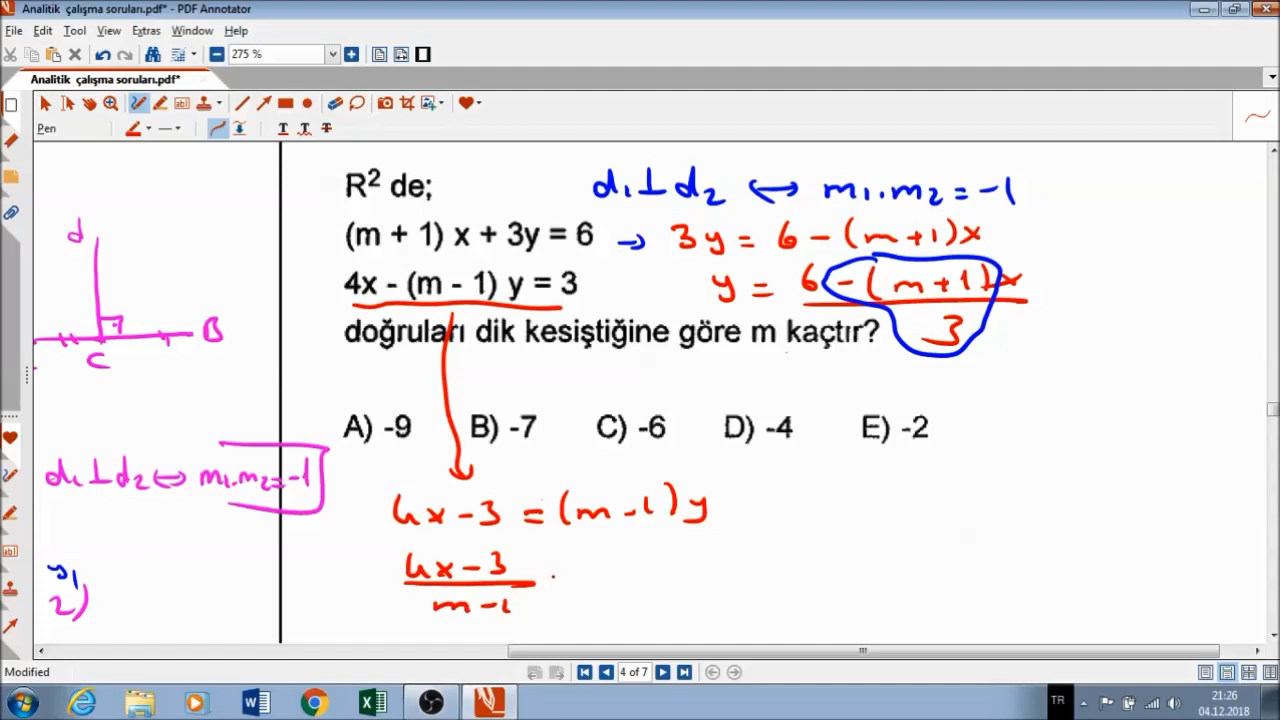 Analitik çalışma soruları.pdf* - PDF Annotator
File Edit Tool View Extras Window Help
275 %
Analitik çalışma soruları.pdf*
Pen
R² de;
d₁ ⊥ d₂ ↔ m₁.m₂ = -1
(m + 1) x + 3y = 6 → 3y = 6 - (m+1)x
4x - (m - 1) y = 3
y = 6 - (m+1)x / 3
doğruları dik kesiştiğine göre m kaçtır?
A) -9 B) -7 C) -6 D) -4 E) -2
4x - 3 = (m - 1) y
4x - 3 / m - 1
d
B
C
d₁ ⊥ d₂ ↔ m₁.m₂ = -1
2)
Modified
4 of 7
TR
21:26
04.12.2018